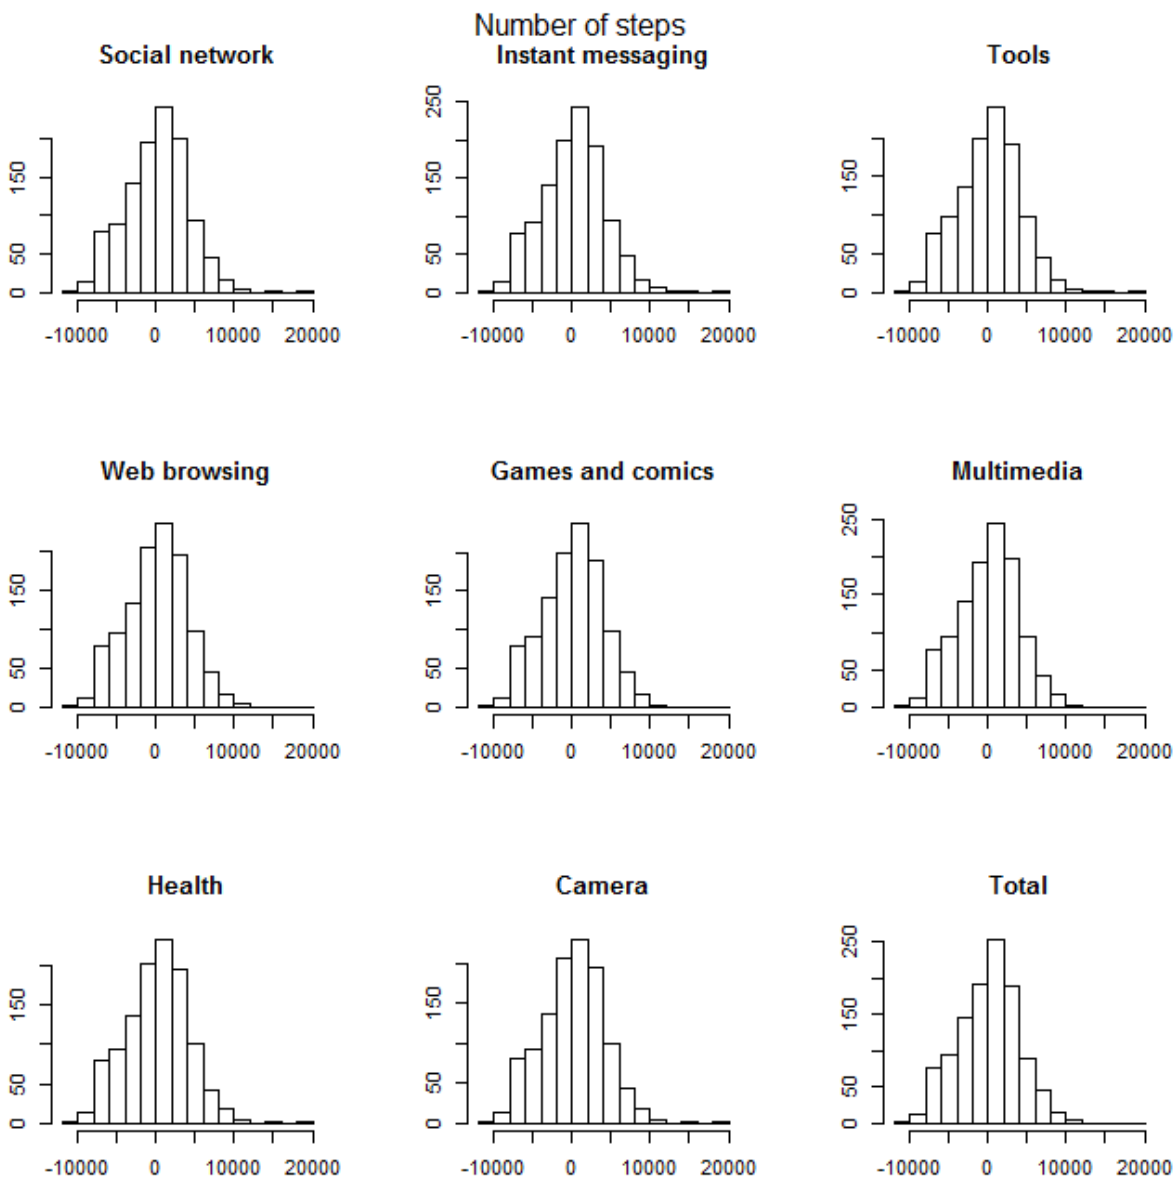 Number of steps
Social network
Instant messaging
Tools
0 50 150
0 50 150 250
0 50 150
-10000 0 10000 20000
-10000 0 10000 20000
-10000 0 10000 20000
Web browsing
Games and comics
Multimedia
0 50 150
0 50 150
0 50 150 250
-10000 0 10000 20000
-10000 0 10000 20000
-10000 0 10000 20000
Health
Camera
Total
0 50 150
0 50 150
0 50 150 250
-10000 0 10000 20000
-10000 0 10000 20000
-10000 0 10000 20000